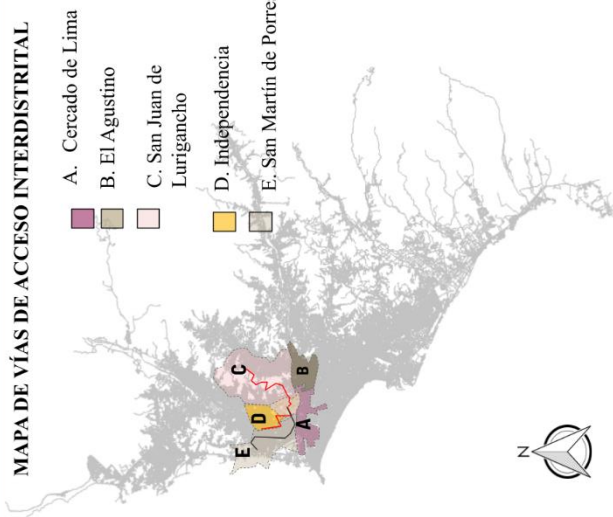 MAPA DE VÍAS DE ACCESO INTERDISTRITAL
A. Cercado de Lima
B. El Agustino
C. San Juan de
Lurigancho
D. Independencia
E. San Martín de Porre
E
D
C
A
B
N